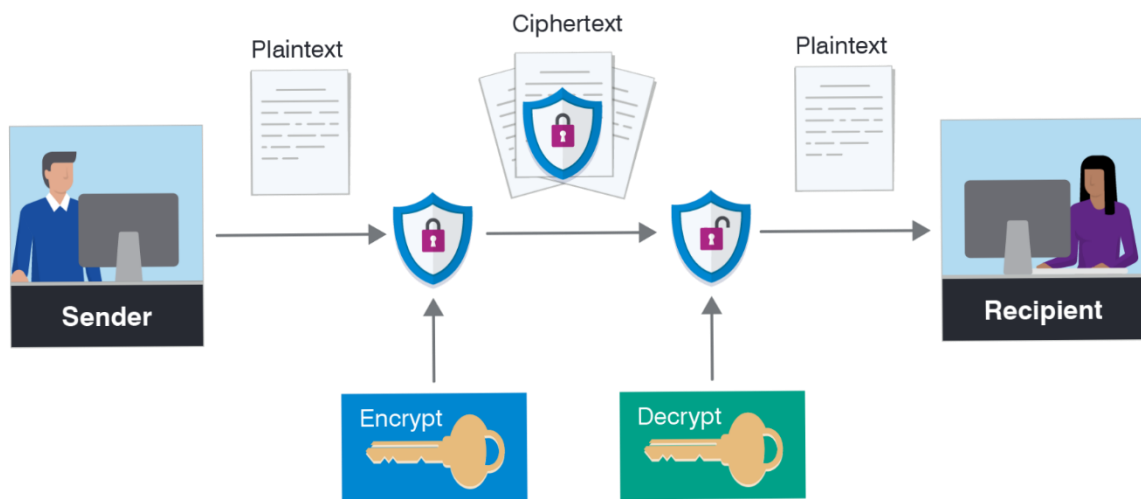 Plaintext
Ciphertext
Plaintext
Sender
Recipient
Encrypt
Decrypt